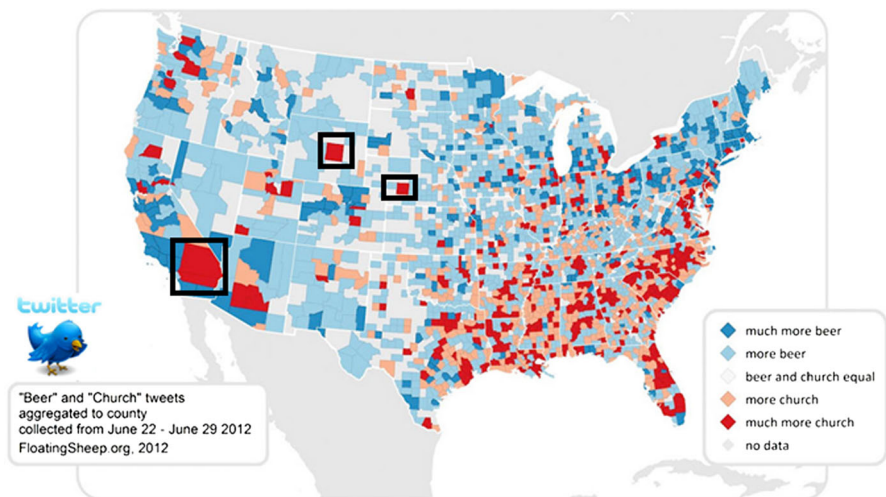 twitter
"Beer" and "Church" tweets
aggregated to county
collected from June 22 - June 29 2012
FloatingSheep.org, 2012
much more beer
more beer
beer and church equal
more church
much more church
no data